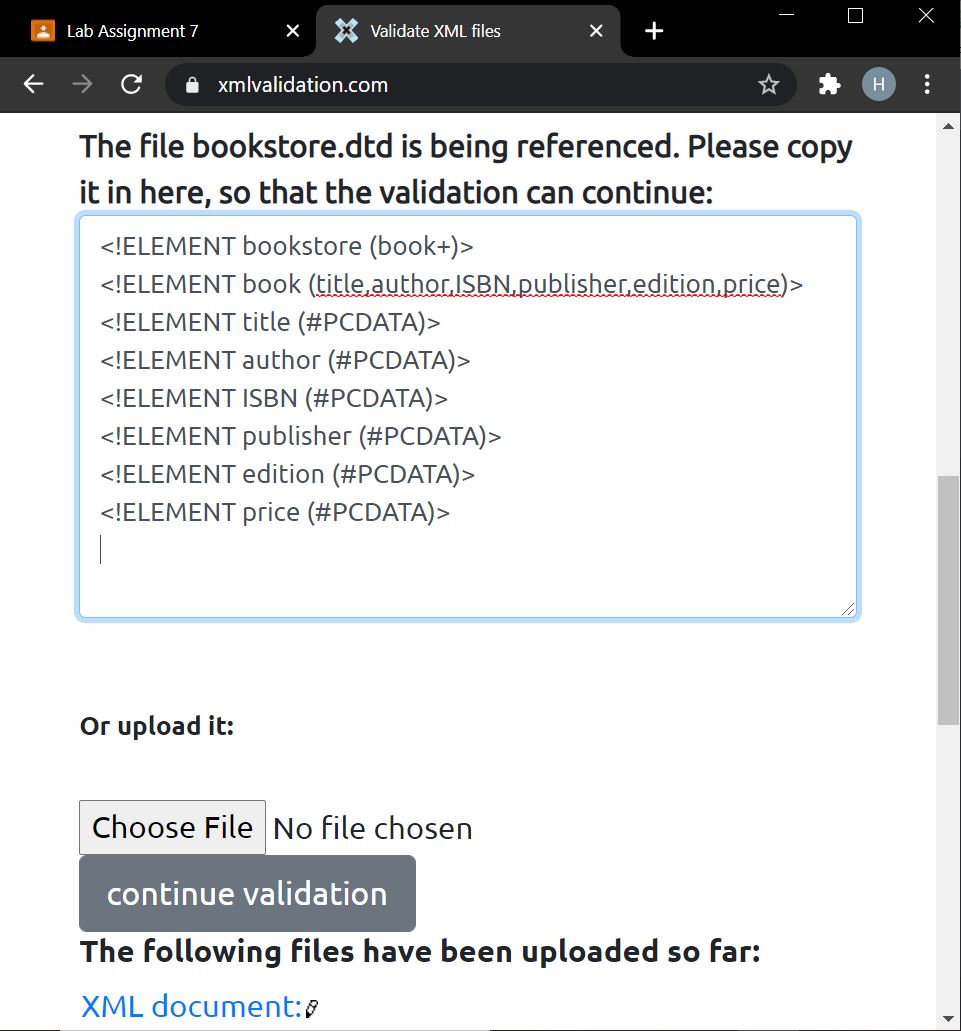 Lab Assignment 7
Validate XML files
xmlvalidation.com
H
The file bookstore.dtd is being referenced. Please copy
it in here, so that the validation can continue:
<!ELEMENT bookstore (book+)>
<!ELEMENT book (title,author,ISBN,publisher,edition,price)>
<!ELEMENT title (#PCDATA)>
<!ELEMENT author (#PCDATA)>
<!ELEMENT ISBN (#PCDATA)>
<!ELEMENT publisher (#PCDATA)>
<!ELEMENT edition (#PCDATA)>
<!ELEMENT price (#PCDATA)>
Or upload it:
Choose File No file chosen
continue validation
The following files have been uploaded so far:
XML document: